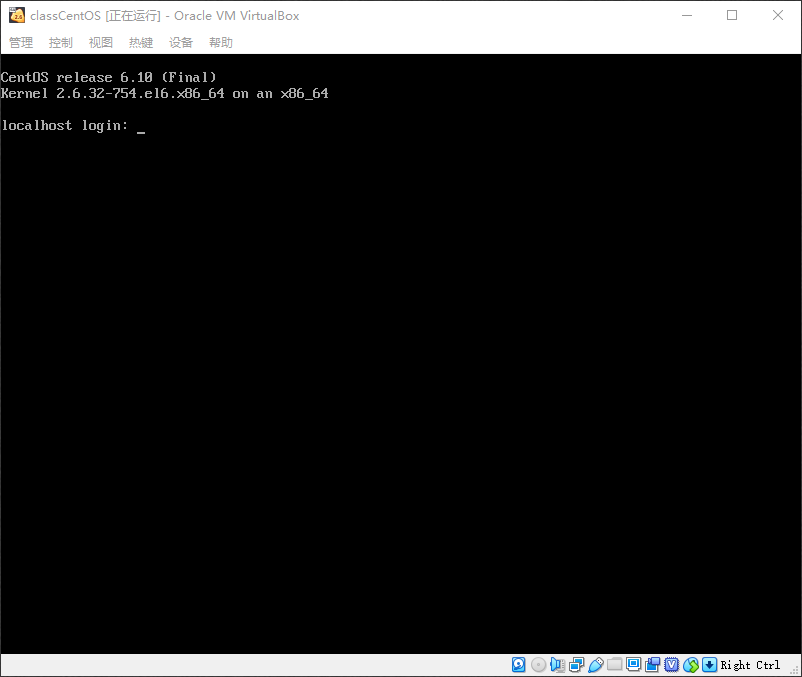 classCentOS [正在运行] - Oracle VM VirtualBox
管理 控制 视图 热键 设备 帮助
CentOS release 6.10 (Final)
Kernel 2.6.32-754.el6.x86_64 on an x86_64
localhost login: _
Right Ctrl